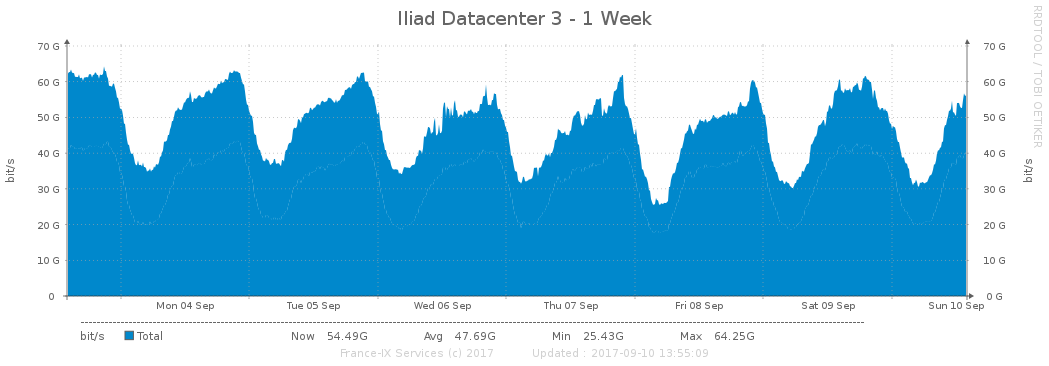 Iliad Datacenter 3 - 1 Week
RRDTOOL / TOBI OETIKER
70 G 70 G
60 G 60 G
50 G 50 G
40 G 40 G
30 G 30 G
20 G 20 G
10 G 10 G
0 0 G
bit/s bit/s
Mon 04 Sep Tue 05 Sep Wed 06 Sep Thu 07 Sep Fri 08 Sep Sat 09 Sep Sun 10 Sep
bit/s Total Now 54.49G Avg 47.69G Min 25.43G Max 64.25G
France-IX Services (c) 2017 Updated : 2017-09-10 13:55:09